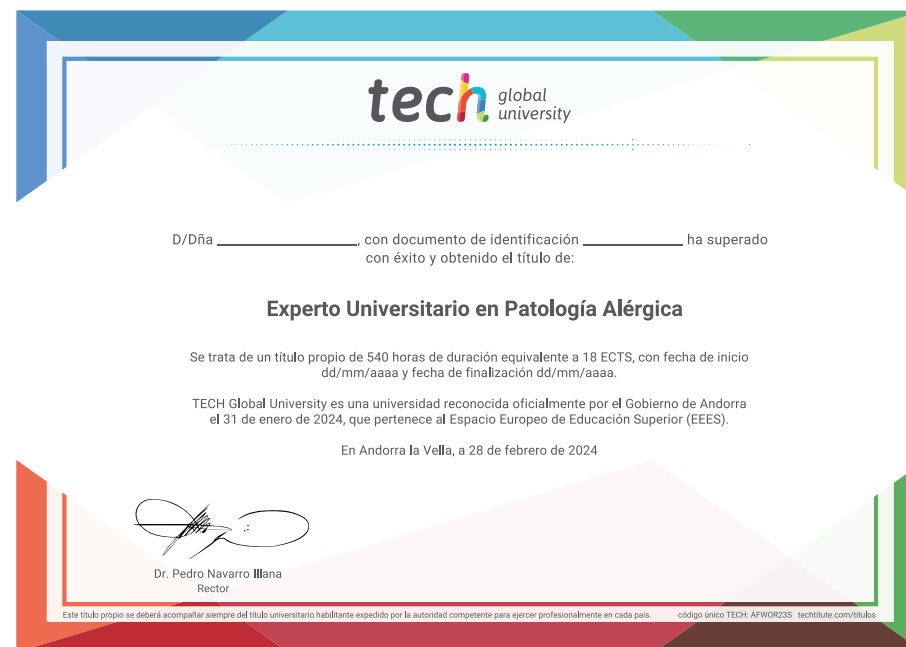 tech global
university
D/Dña ____________________, con documento de identificación ______________ ha superado
con éxito y obtenido el título de:
Experto Universitario en Patología Alérgica
Se trata de un título propio de 540 horas de duración equivalente a 18 ECTS, con fecha de inicio
dd/mm/aaaa y fecha de finalización dd/mm/aaaa.
TECH Global University es una universidad reconocida oficialmente por el Gobierno de Andorra
el 31 de enero de 2024, que pertenece al Espacio Europeo de Educación Superior (EEES).
En Andorra la Vella, a 28 de febrero de 2024
Dr. Pedro Navarro Illana
Rector
Este título propio se deberá acompañar siempre del título universitario habilitante expedido por la autoridad competente para ejercer profesionalmente en cada país. código único TECH: AFWOR23S techtitute.com/titulos